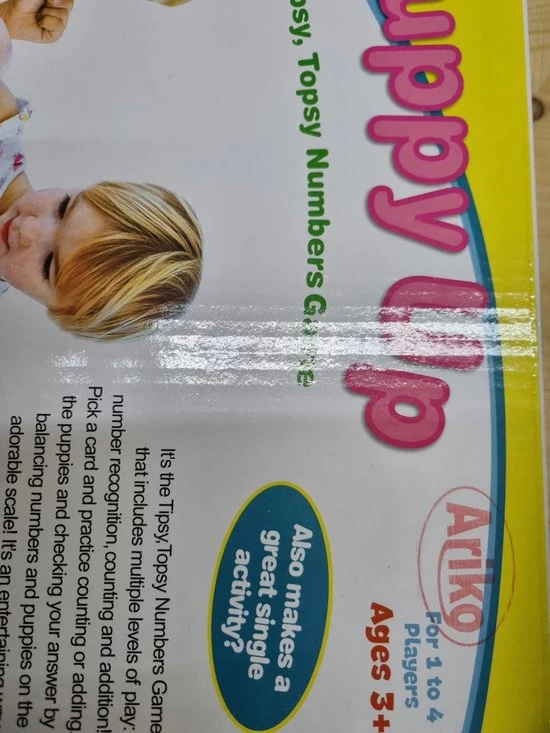 uppy Up
psy, Topsy Numbers Game
Ariko
For 1 to 4
Players
Ages 3+
Also makes a
great single
activity?
It's the Tipsy, Topsy Numbers Game
that includes multiple levels of play:
number recognition, counting and addition!
Pick a card and practice counting or adding
the puppies and checking your answer by
balancing numbers and puppies on the
adorable scale! It's an entertaining